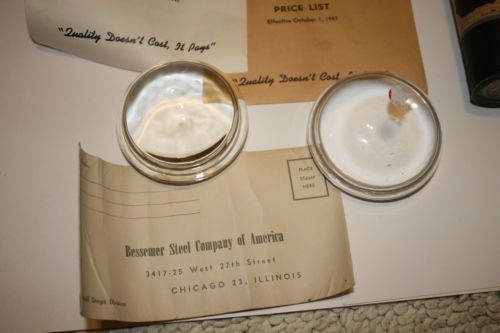 PRICE LIST
Effective October 1, 1947
"Quality Doesn't Cost, It Pays"
"Quality Doesn't Cost,
PLACE
STAMP
HERE
Bessemer Steel Company of America
3417-25 West 27th Street
CHICAGO 23, ILLINOIS
Division